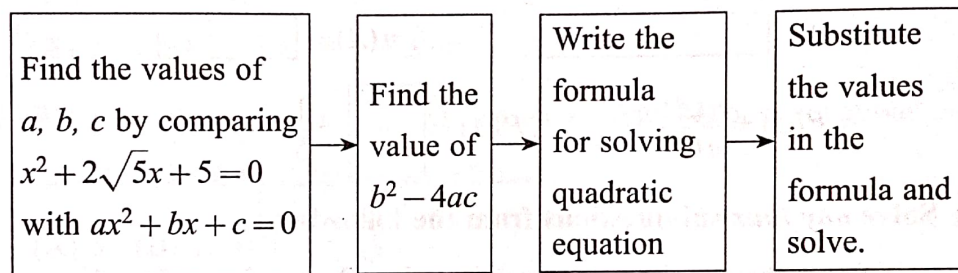 Find the values of
a, b, c by comparing
x² + 2√5x + 5 = 0
with ax² + bx + c = 0
Find the
value of
b² – 4ac
Write the
formula
for solving
quadratic
equation
Substitute
the values
in the
formula and
solve.